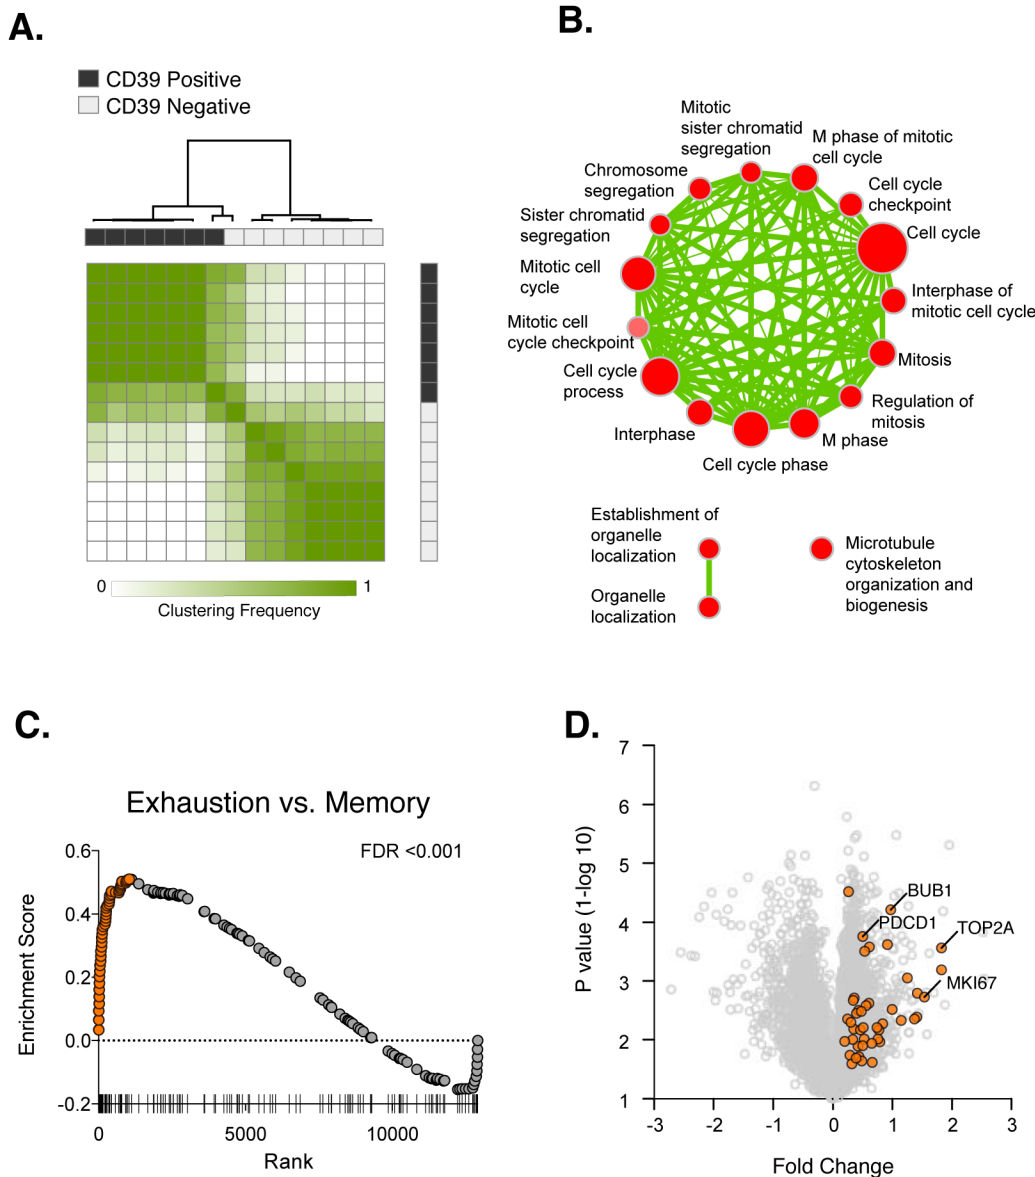 A.
CD39 Positive
CD39 Negative
0
1
Clustering Frequency
B.
Mitotic
sister chromatid
segregation
M phase of mitotic
cell cycle
Chromosome
segregation
Cell cycle
checkpoint
Sister chromatid
segregation
Cell cycle
Mitotic cell
cycle
Interphase of
mitotic cell cycle
Mitotic cell
cycle checkpoint
Mitosis
Cell cycle
process
Regulation of
mitosis
Interphase
M phase
Cell cycle phase
Establishment of
organelle
localization
Organelle
localization
Microtubule
cytoskeleton
organization and
biogenesis
C.
Exhaustion vs. Memory
FDR <0.001
0.6
0.4
0.2
0.0
-0.2
Enrichment Score
0
5000
10000
Rank
D.
7
6
5
4
3
2
1
P value (1-log 10)
BUB1
PDCD1
TOP2A
MKI67
-3
-2
-1
0
1
2
3
Fold Change